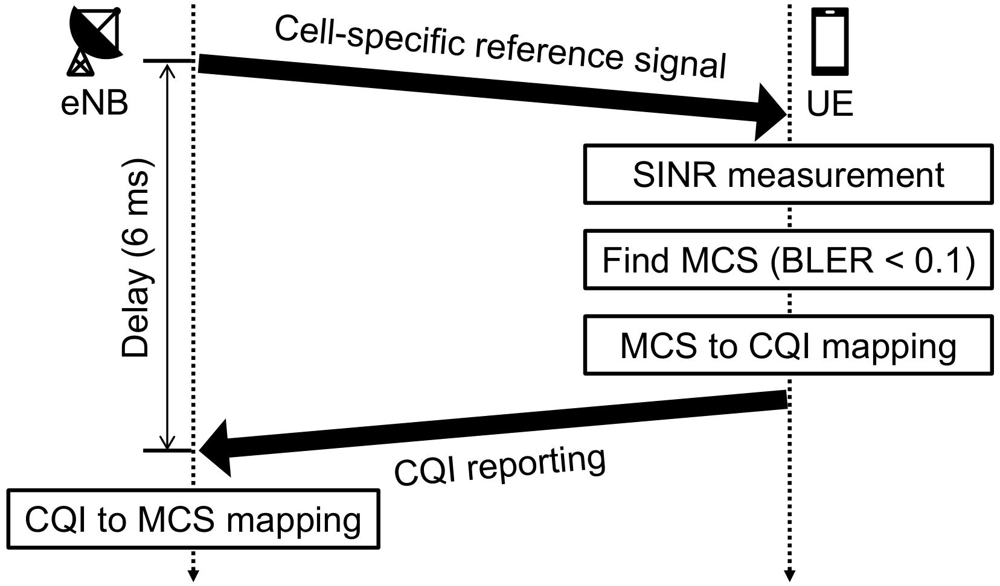 Cell-specific reference signal
eNB
UE
Delay (6 ms)
SINR measurement
Find MCS (BLER < 0.1)
MCS to CQI mapping
CQI reporting
CQI to MCS mapping